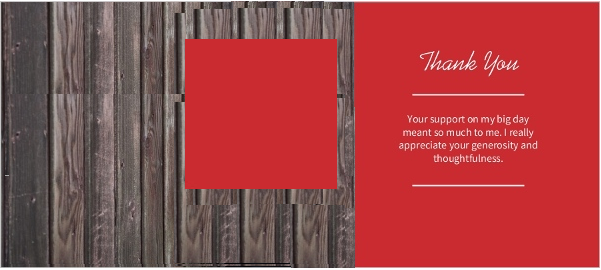 Thank You
Your support on my big day
meant so much to me. I really
appreciate your generosity and
thoughtfulness.